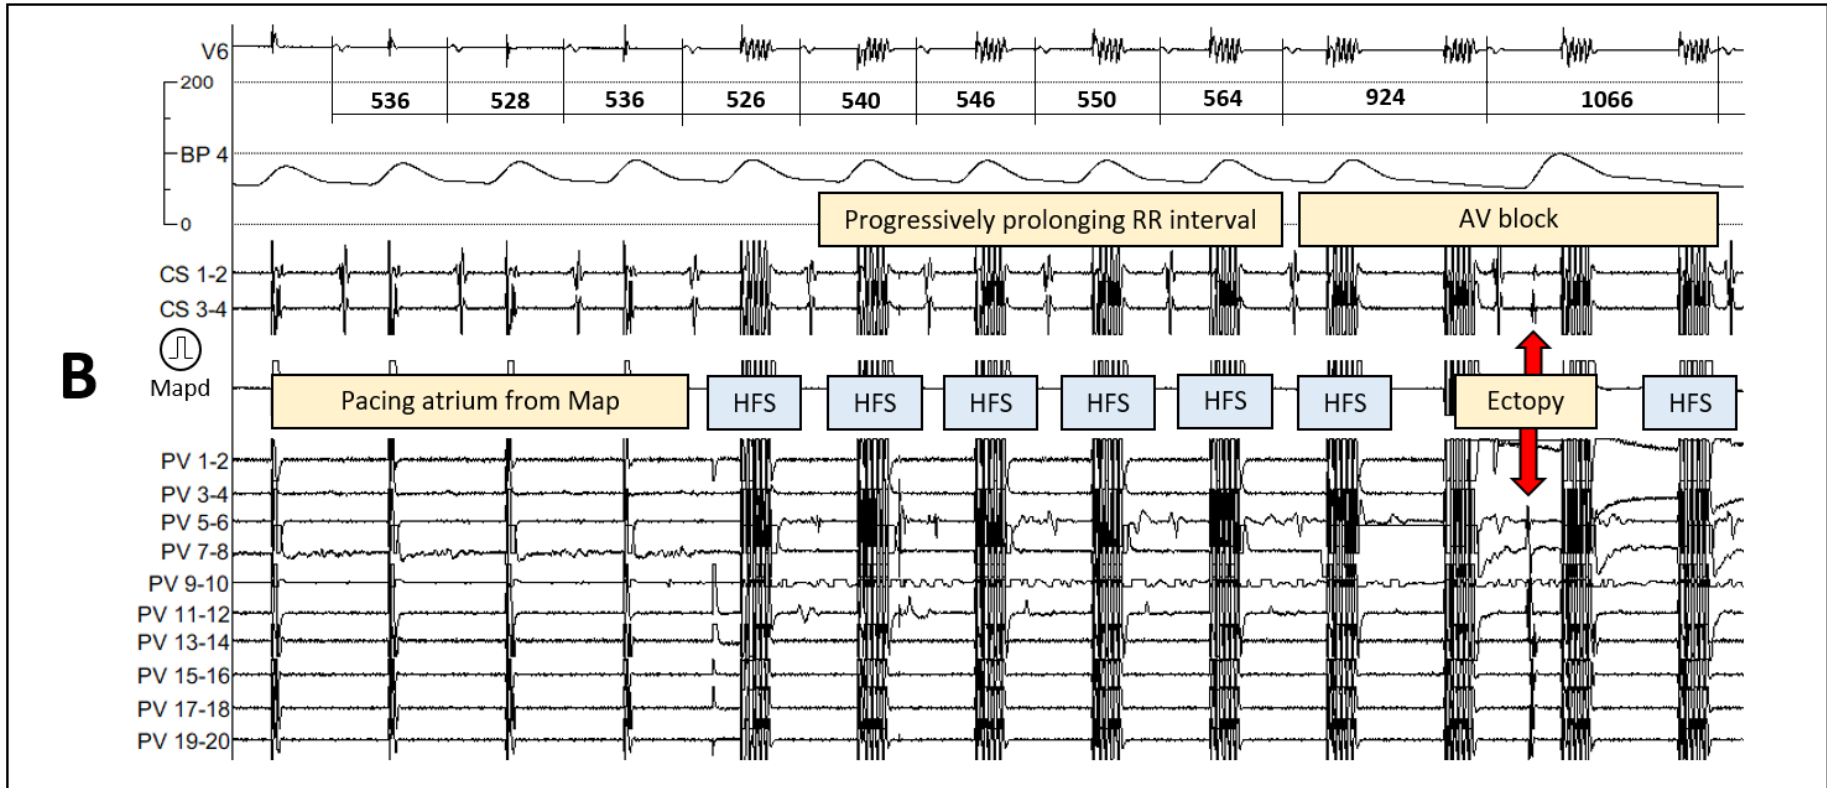 V6
200
536 528 536 526 540 546 550 564 924 1066
BP 4
Progressively prolonging RR interval AV block
0
CS 1-2
CS 3-4
B
Mapd
Pacing atrium from Map HFS HFS HFS HFS HFS HFS Ectopy HFS
PV 1-2
PV 3-4
PV 5-6
PV 7-8
PV 9-10
PV 11-12
PV 13-14
PV 15-16
PV 17-18
PV 19-20